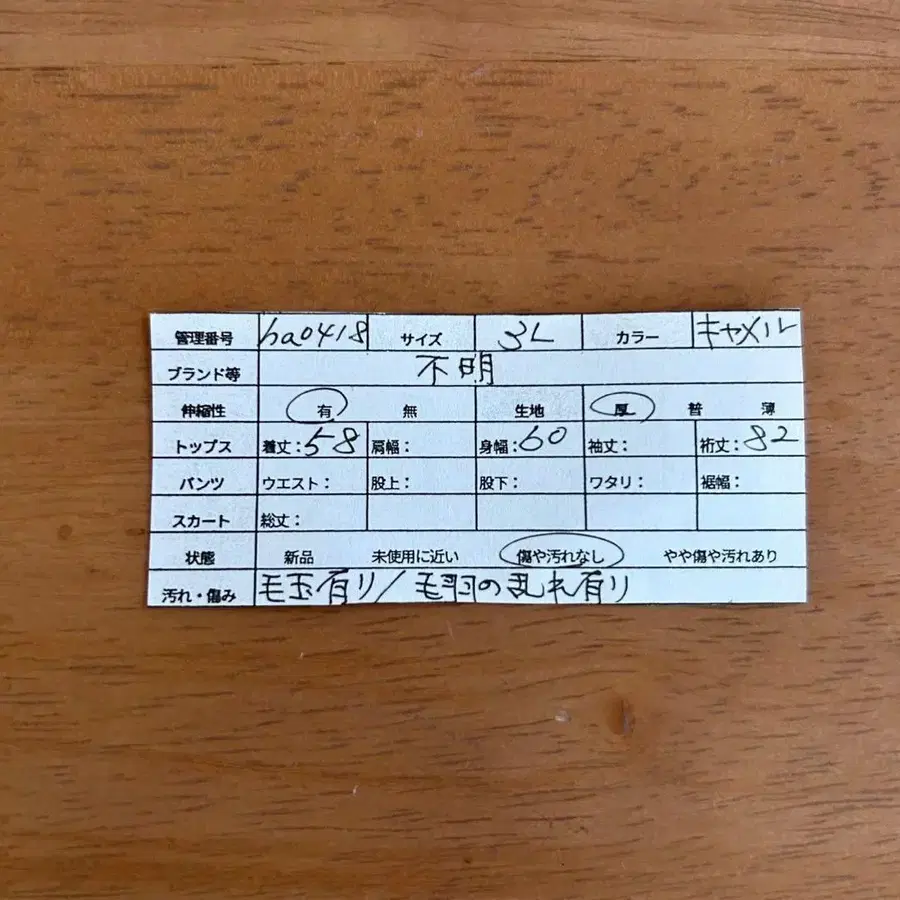 管理番号 ha0418 サイズ 3L カラー キャメル
ブランド等 不明
伸縮性 有 無 生地 厚 普 薄
トップス 着丈：58 肩幅： 身幅：60 袖丈： 裄丈：82
パンツ ウエスト： 股上： 股下： ワタリ： 裾幅：
スカート 総丈：
状態 新品 未使用に近い 傷や汚れなし やや傷や汚れあり
汚れ・傷み 毛玉有り/毛羽の乱れ有り